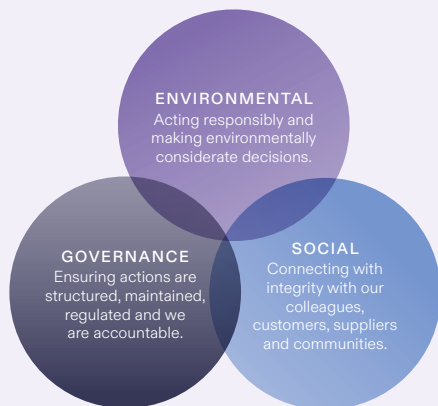 ENVIRONMENTAL
Acting responsibly and
making environmentally
considerate decisions.
GOVERNANCE
Ensuring actions are
structured, maintained,
regulated and we
are accountable.
SOCIAL
Connecting with
integrity with our
colleagues,
customers, suppliers
and communities.